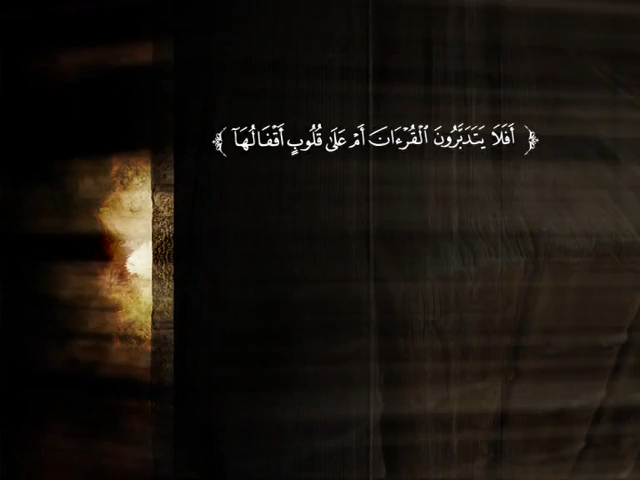 ﴿ أَفَلَا يَتَدَبَّرُونَ ٱلْقُرْءَانَ أَمْ عَلَىٰ قُلُوبٍ أَقْفَالُهَآ ﴾